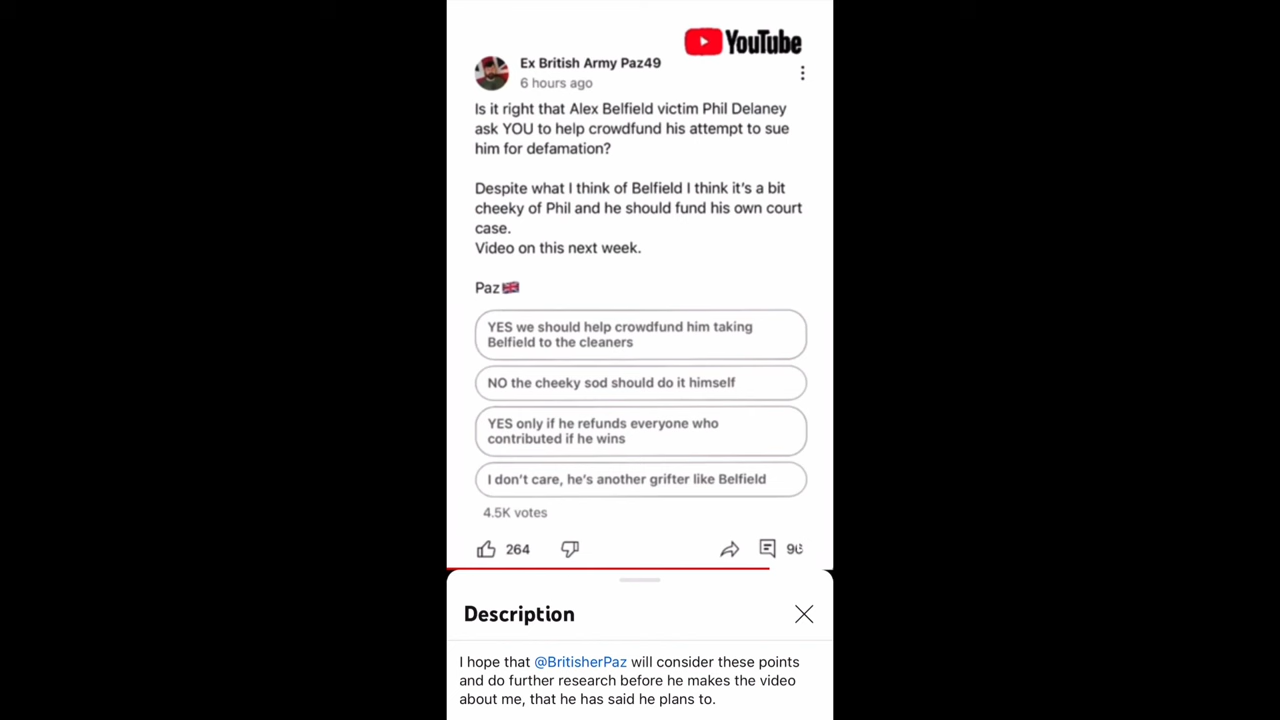 YouTube
Ex British Army Paz49
6 hours ago
Is it right that Alex Belfield victim Phil Delaney
ask YOU to help crowdfund his attempt to sue
him for defamation?
Despite what I think of Belfield I think it's a bit
cheeky of Phil and he should fund his own court
case.
Video on this next week.
Paz🇬🇧
YES we should help crowdfund him taking
Belfield to the cleaners
NO the cheeky sod should do it himself
YES only if he refunds everyone who
contributed if he wins
I don't care, he's another grifter like Belfield
4.5K votes
264
Description
I hope that @BritisherPaz will consider these points
and do further research before he makes the video
about me, that he has said he plans to.